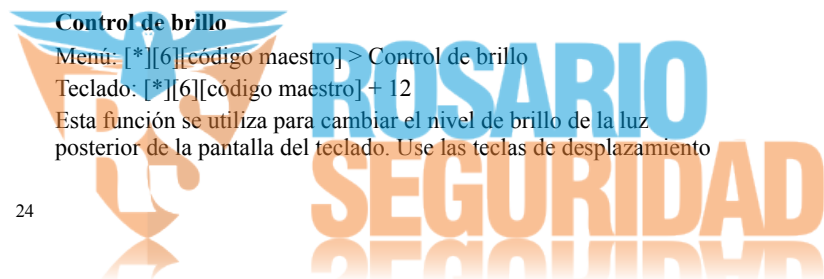 Control de brillo
Menú: [*][6][código maestro] > Control de brillo
Teclado: [*][6][código maestro] + 12
Esta función se utiliza para cambiar el nivel de brillo de la luz
posterior de la pantalla del teclado. Use las teclas de desplazamiento
24
ROSARIO
SEGURIDAD